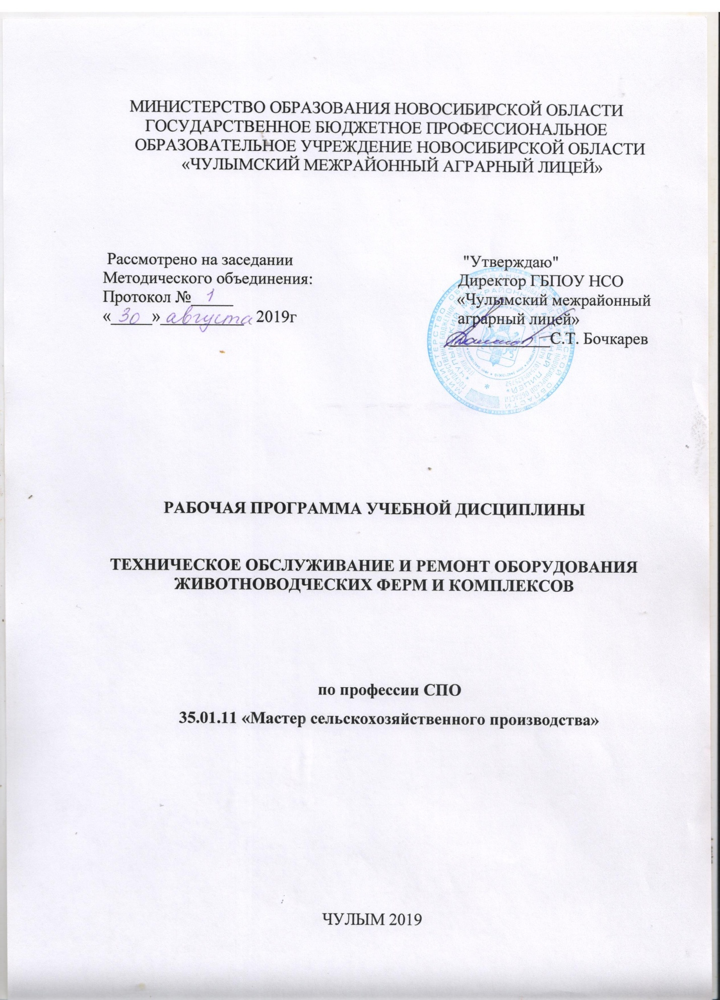 МИНИСТЕРСТВО ОБРАЗОВАНИЯ НОВОСИБИРСКОЙ ОБЛАСТИ
ГОСУДАРСТВЕННОЕ БЮДЖЕТНОЕ ПРОФЕССИОНАЛЬНОЕ
ОБРАЗОВАТЕЛЬНОЕ УЧРЕЖДЕНИЕ НОВОСИБИРСКОЙ ОБЛАСТИ
«ЧУЛЫМСКИЙ МЕЖРАЙОННЫЙ АГРАРНЫЙ ЛИЦЕЙ»
Рассмотрено на заседании
Методического объединения:
Протокол № 1
«30» августа 2019г
"Утверждаю"
Директор ГБПОУ НСО
«Чулымский межрайонный
аграрный лицей»
С.Т. Бочкарев
РАБОЧАЯ ПРОГРАММА УЧЕБНОЙ ДИСЦИПЛИНЫ
ТЕХНИЧЕСКОЕ ОБСЛУЖИВАНИЕ И РЕМОНТ ОБОРУДОВАНИЯ
ЖИВОТНОВОДЧЕСКИХ ФЕРМ И КОМПЛЕКСОВ
по профессии СПО
35.01.11 «Мастер сельскохозяйственного производства»
ЧУЛЫМ 2019